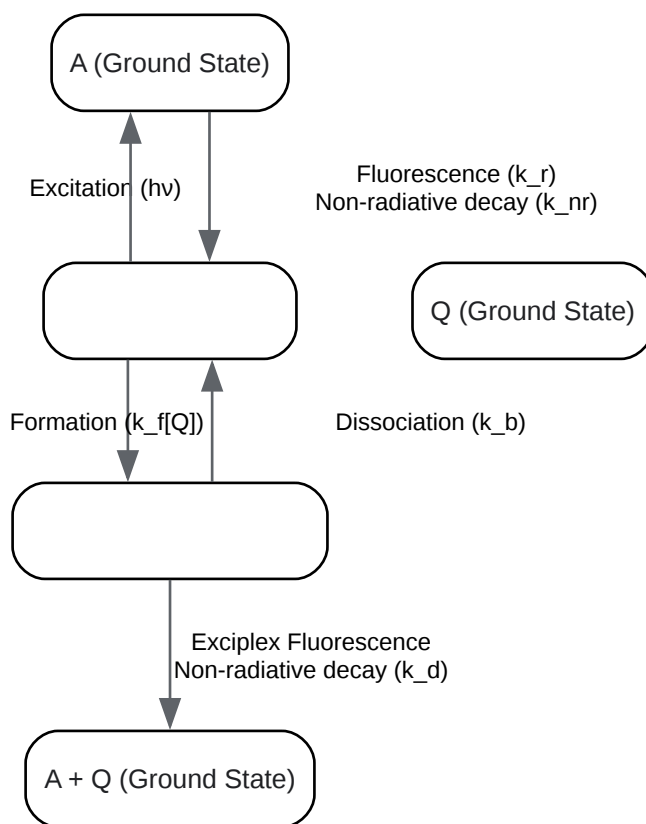 A (Ground State)
Excitation (hν)
Fluorescence (k_r)
Non-radiative decay (k_nr)
Q (Ground State)
Formation (k_f[Q])
Dissociation (k_b)
Exciplex Fluorescence
Non-radiative decay (k_d)
A + Q (Ground State)